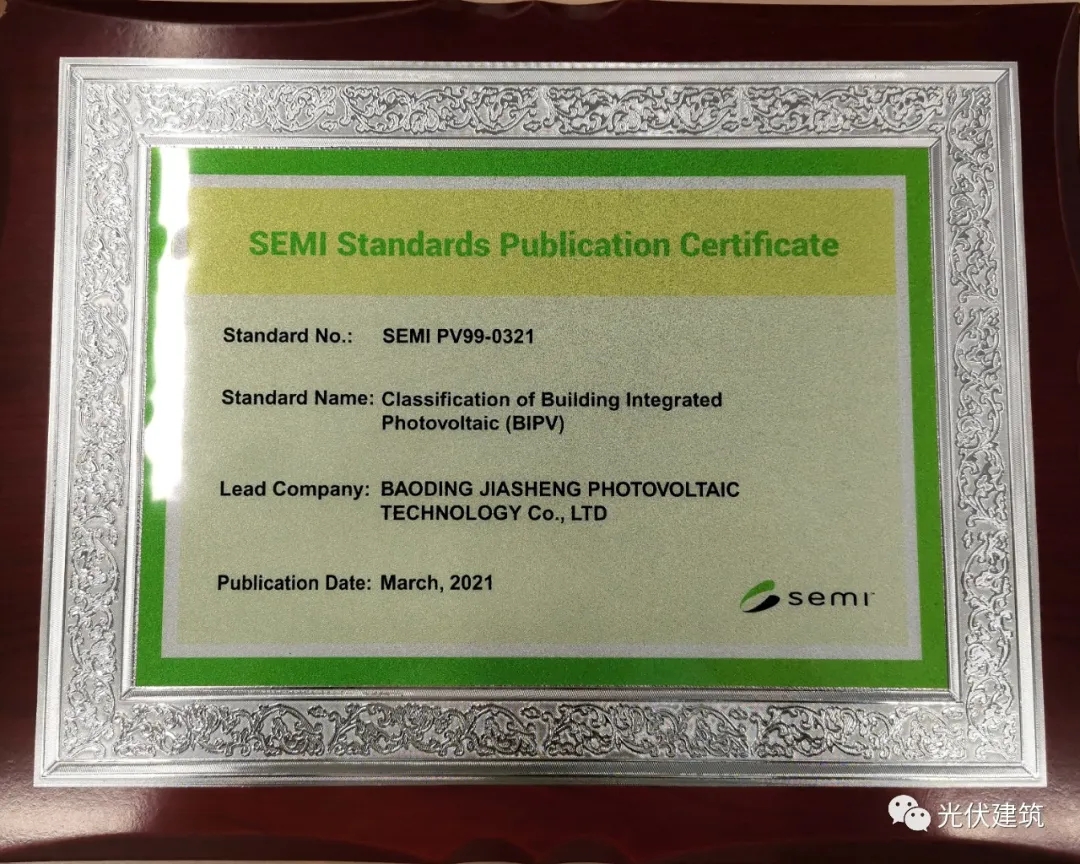 SEMI Standards Publication Certificate
Standard No.: SEMI PV99-0321
Standard Name: Classification of Building Integrated
Photovoltaic (BIPV)
Lead Company: BAODING JIASHENG PHOTOVOLTAIC
TECHNOLOGY Co., LTD
Publication Date: March, 2021
semi
光伏建筑